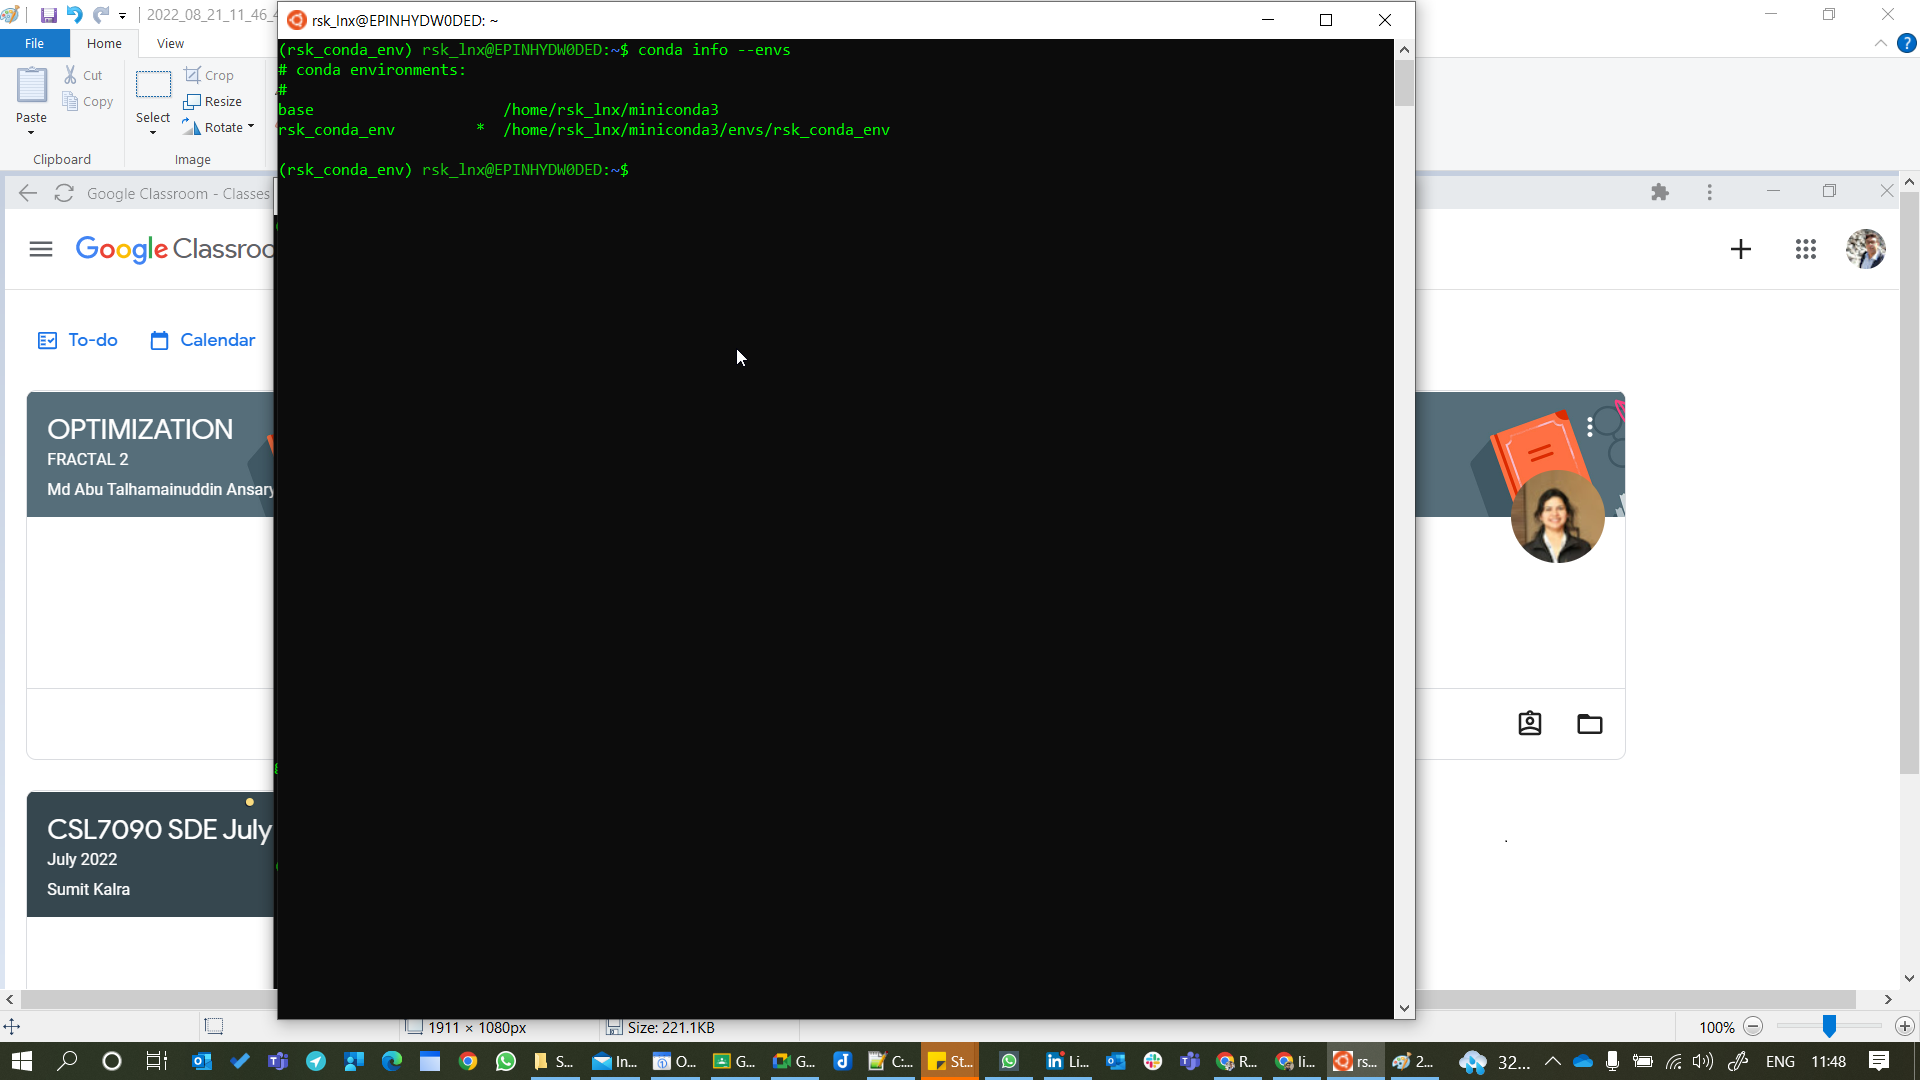 2022_08_21_11_46_4
rsk_lnx@EPINHYDW0DED: ~
File
Home
View
Cut
Copy
Paste
Clipboard
Crop
Resize
Select
Rotate
Image
(rsk_conda_env) rsk_lnx@EPINHYDW0DED:~$ conda info --envs
# conda environments:
#
base /home/rsk_lnx/miniconda3
rsk_conda_env * /home/rsk_lnx/miniconda3/envs/rsk_conda_env
(rsk_conda_env) rsk_lnx@EPINHYDW0DED:~$
Google Classroom - Classes
Google Classroo
To-do
Calendar
OPTIMIZATION
FRACTAL 2
Md Abu Talhamainuddin Ansary
CSL7090 SDE July
July 2022
Sumit Kalra
1911 × 1080px
Size: 221.1KB
100%
S...
In...
O...
G...
G...
C:...
St...
Li...
R...
li...
rs...
2...
32...
ENG
11:48